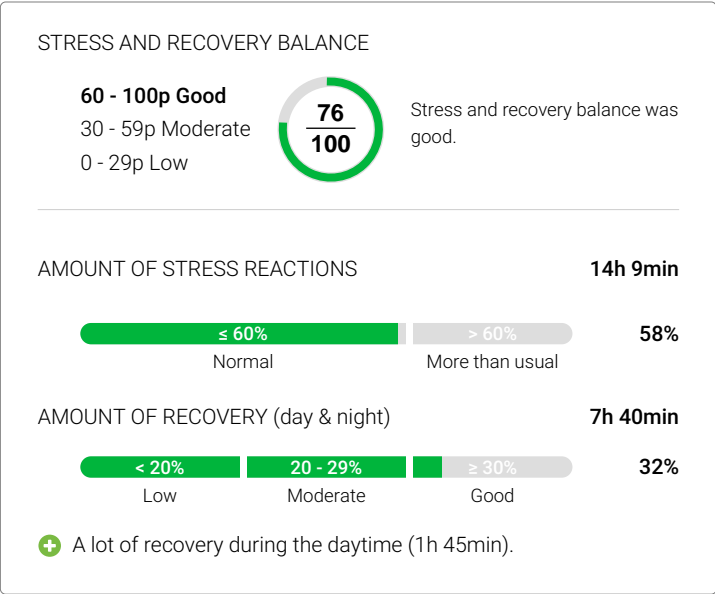 STRESS AND RECOVERY BALANCE
60 - 100p Good
30 - 59p Moderate
0 - 29p Low
76
100
Stress and recovery balance was
good.
AMOUNT OF STRESS REACTIONS 14h 9min
≤ 60% > 60% 58%
Normal More than usual
AMOUNT OF RECOVERY (day & night) 7h 40min
< 20% 20 - 29% ≥ 30% 32%
Low Moderate Good
A lot of recovery during the daytime (1h 45min).